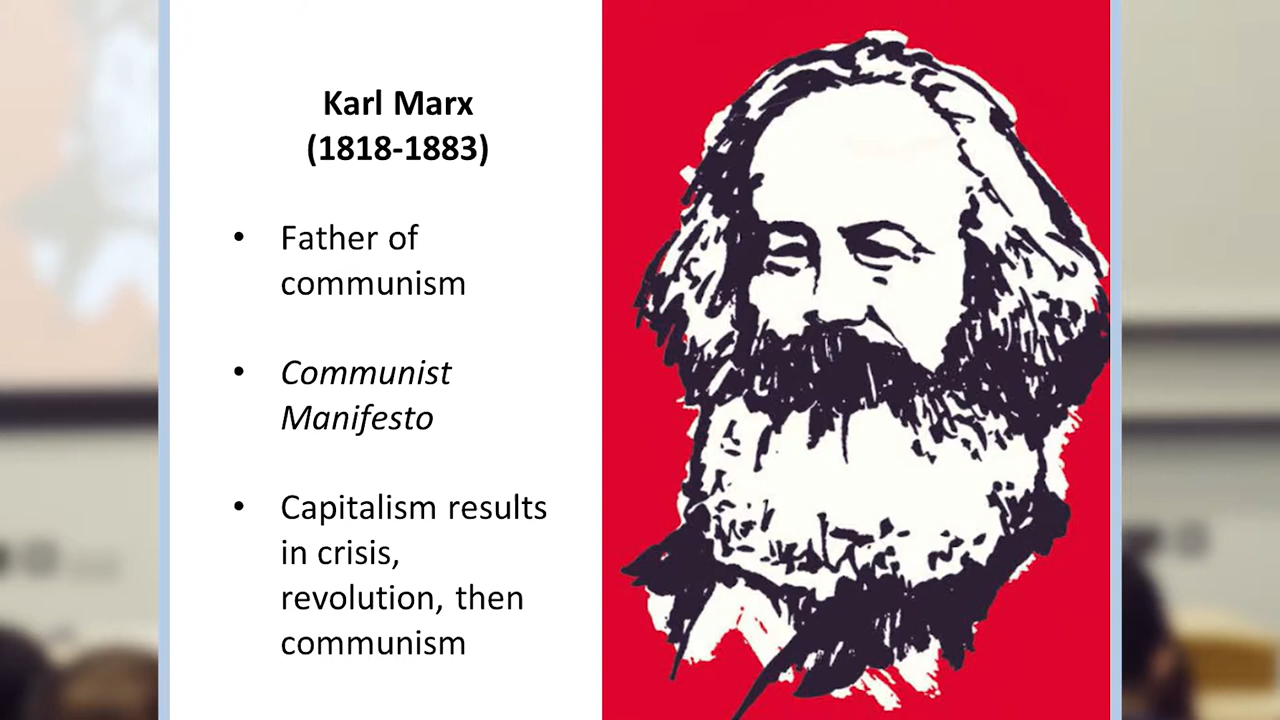 Karl Marx
(1818-1883)
• Father of
communism
• Communist
Manifesto
• Capitalism results
in crisis,
revolution, then
communism